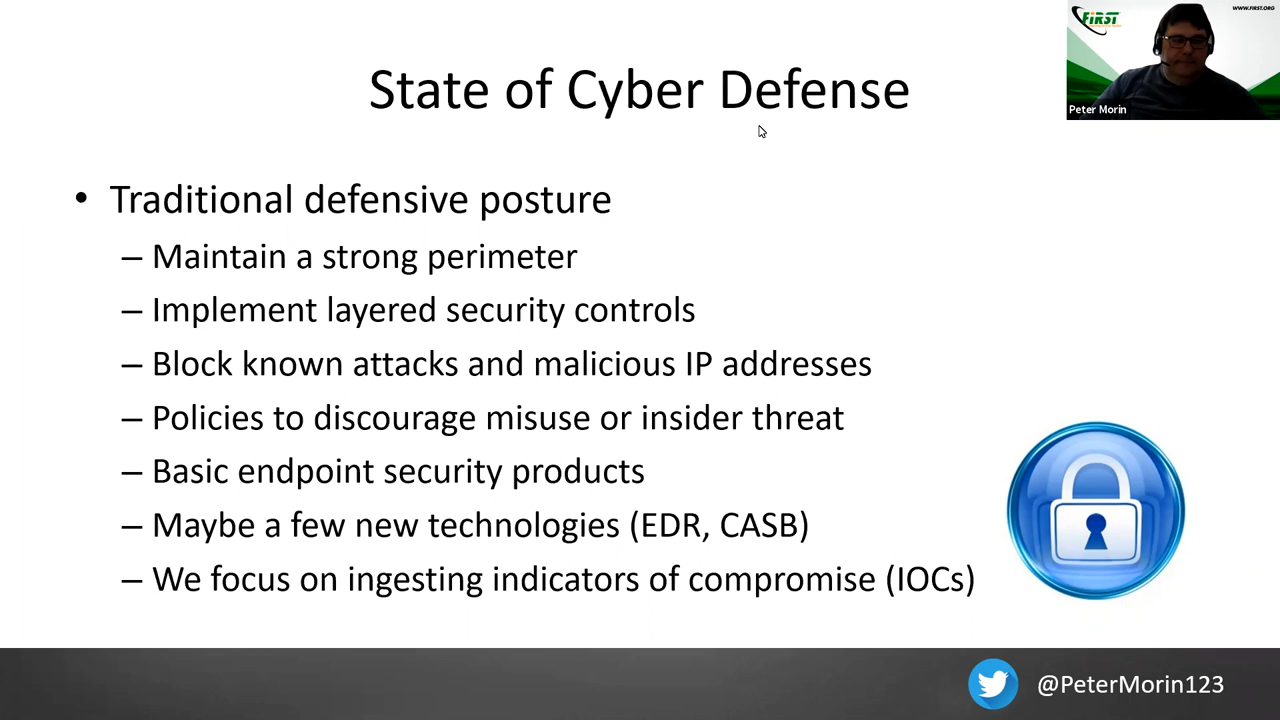 FIRST
WWW.FIRST.ORG
Peter Morin
State of Cyber Defense
• Traditional defensive posture
– Maintain a strong perimeter
– Implement layered security controls
– Block known attacks and malicious IP addresses
– Policies to discourage misuse or insider threat
– Basic endpoint security products
– Maybe a few new technologies (EDR, CASB)
– We focus on ingesting indicators of compromise (IOCs)
@PeterMorin123